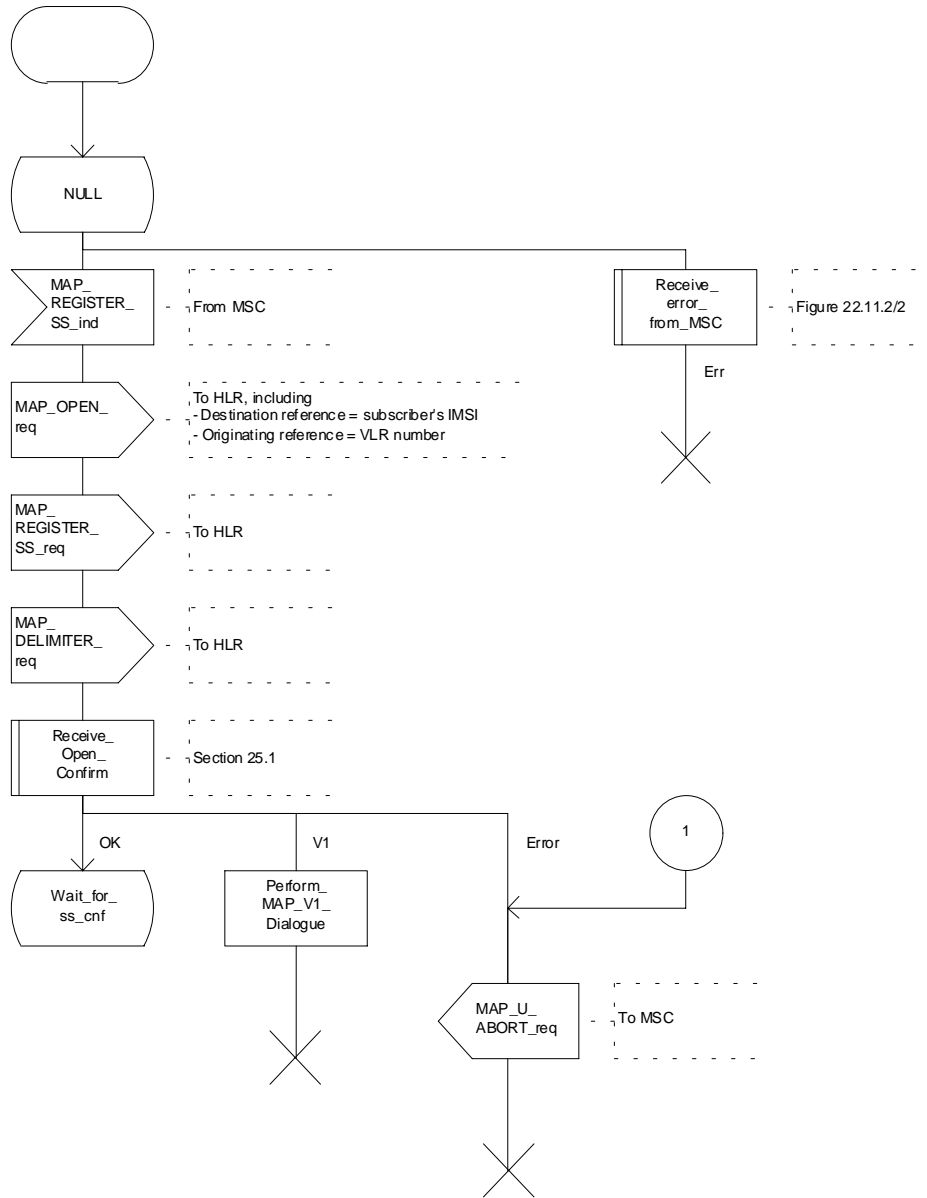 NULL
MAP_
REGISTER_
SS_ind
From MSC
Receive_
error_
from_MSC
Figure 22.11.2/2
Err
MAP_OPEN_
req
To HLR, including
- Destination reference = subscriber's IMSI
- Originating reference = VLR number
MAP_
REGISTER_
SS_req
To HLR
MAP_
DELIMITER_
req
To HLR
Receive_
Open_
Confirm
Section 25.1
OK
V1
Error
1
Wait_for_
ss_cnf
Perform_
MAP_V1_
Dialogue
MAP_U_
ABORT_req
To MSC